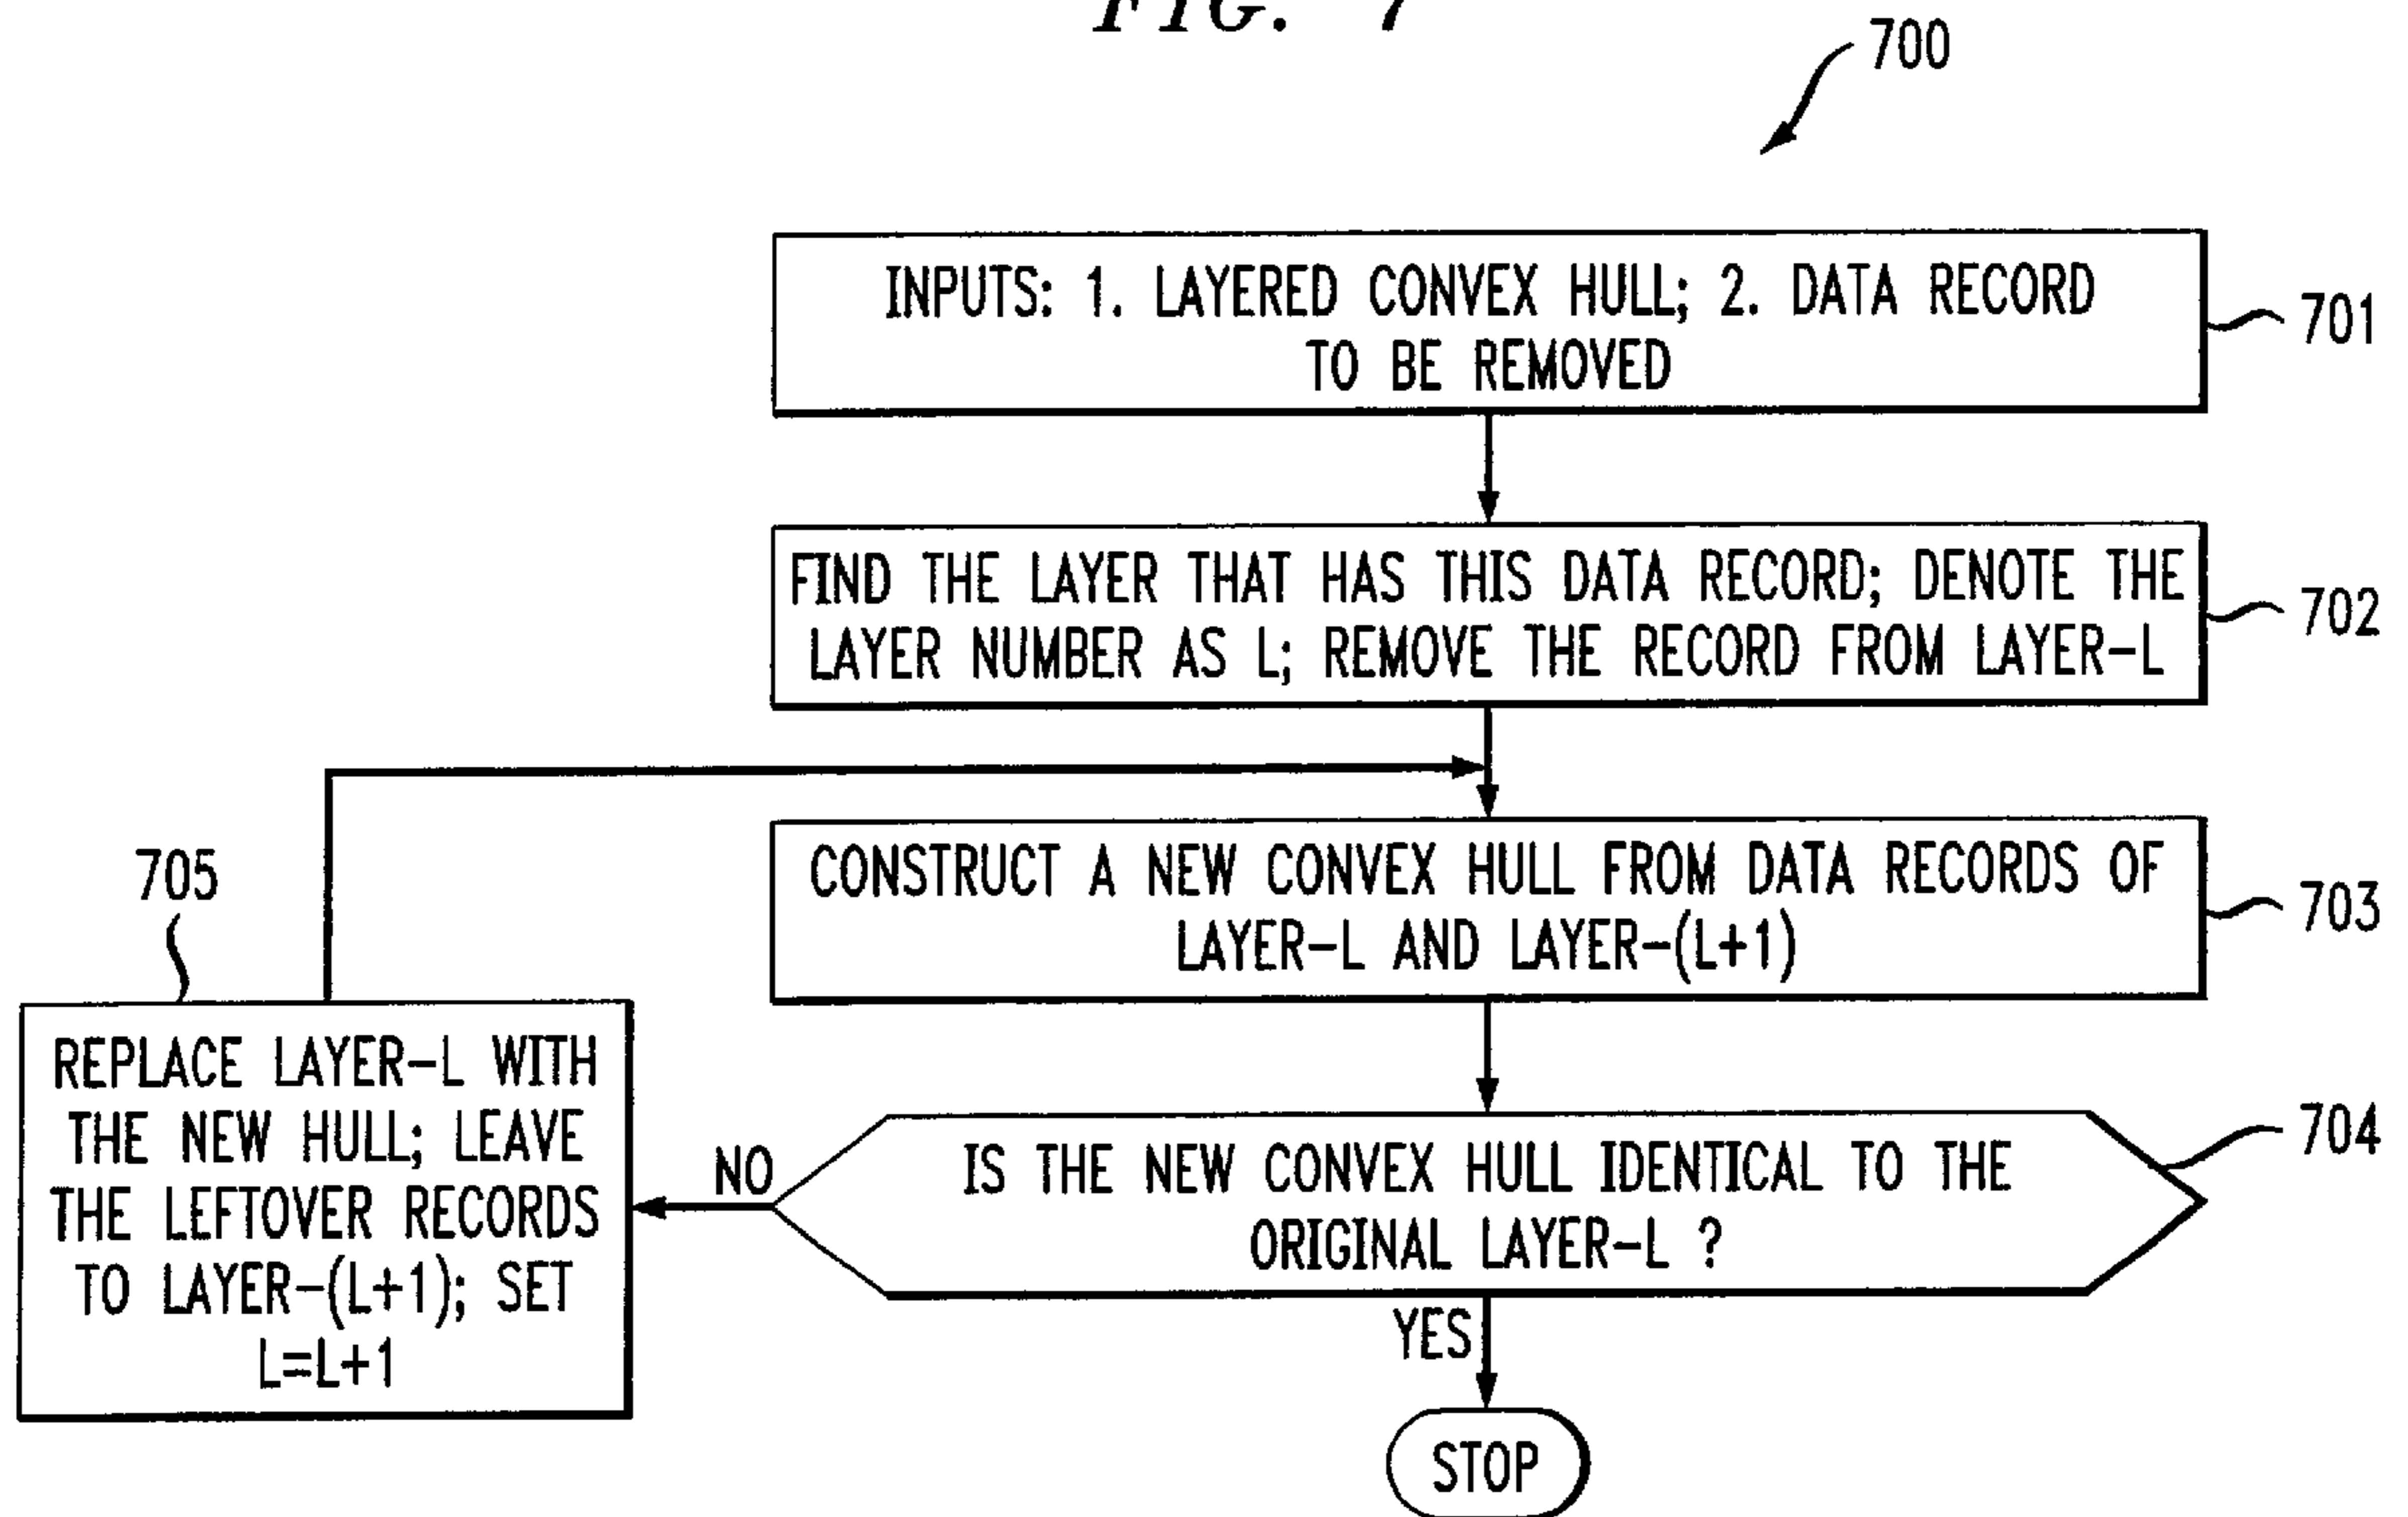 FIG. 7
700
INPUTS: 1. LAYERED CONVEX HULL; 2. DATA RECORD
TO BE REMOVED
701
FIND THE LAYER THAT HAS THIS DATA RECORD; DENOTE THE
LAYER NUMBER AS L; REMOVE THE RECORD FROM LAYER-L
702
CONSTRUCT A NEW CONVEX HULL FROM DATA RECORDS OF
LAYER-L AND LAYER-(L+1)
703
705
REPLACE LAYER-L WITH
THE NEW HULL; LEAVE
THE LEFTOVER RECORDS
TO LAYER-(L+1); SET
L=L+1
NO
IS THE NEW CONVEX HULL IDENTICAL TO THE
ORIGINAL LAYER-L ?
704
YES
STOP